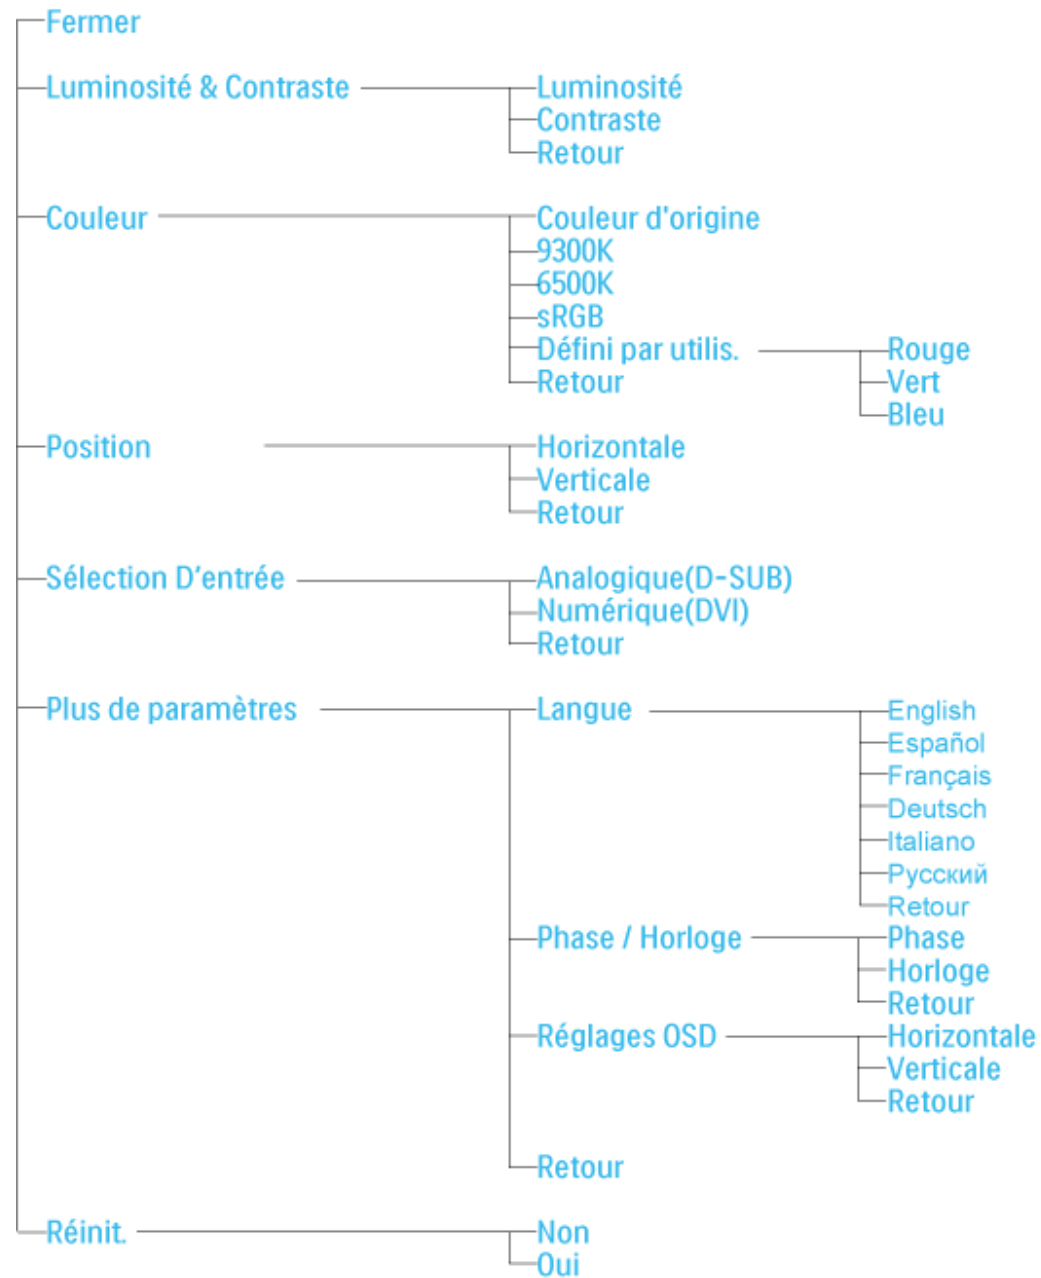 Fermer
Luminosité & Contraste
Luminosité
Contraste
Retour
Couleur
Couleur d'origine
9300K
6500K
sRGB
Défini par utilis.
Rouge
Retour
Vert
Bleu
Position
Horizontale
Verticale
Retour
Sélection D’entrée
Analogique(D-SUB)
Numérique(DVI)
Retour
Plus de paramètres
Langue
English
Español
Français
Deutsch
Italiano
Русский
Retour
Phase / Horloge
Phase
Horloge
Retour
Réglages OSD
Horizontale
Verticale
Retour
Retour
Réinit.
Non
Oui